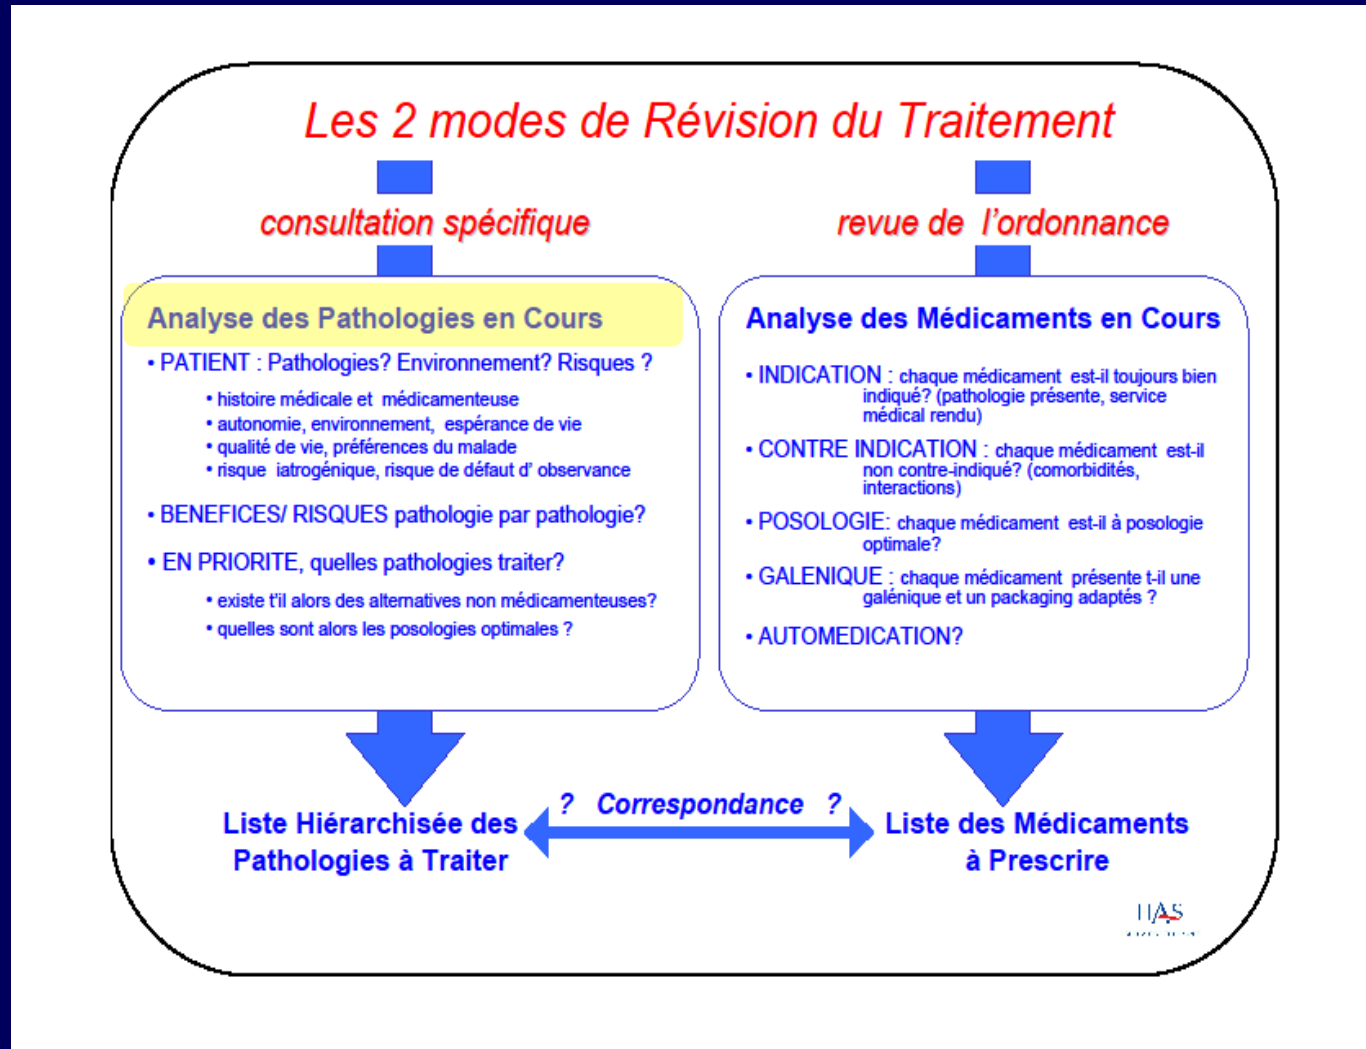 Les 2 modes de Révision du Traitement
consultation spécifique
revue de l'ordonnance
Analyse des Pathologies en Cours
• PATIENT : Pathologies? Environnement? Risques ?
• histoire médicale et médicamenteuse
• autonomie, environnement, espérance de vie
• qualité de vie, préférences du malade
• risque iatrogénique, risque de défaut d' observance
• BENEFICES/ RISQUES pathologie par pathologie?
• EN PRIORITE, quelles pathologies traiter?
• existe t'il alors des alternatives non médicamenteuses?
• quelles sont alors les posologies optimales ?
Analyse des Médicaments en Cours
• INDICATION : chaque médicament est-il toujours bien
indiqué? (pathologie présente, service
médical rendu)
• CONTRE INDICATION : chaque médicament est-il
non contre-indiqué? (comorbidités,
interactions)
• POSOLOGIE: chaque médicament est-il à posologie
optimale?
• GALENIQUE : chaque médicament présente t-il une
galénique et un packaging adaptés ?
• AUTOMEDICATION?
? Correspondance ?
Liste Hiérarchisée des
Pathologies à Traiter
Liste des Médicaments
à Prescrire
HAS